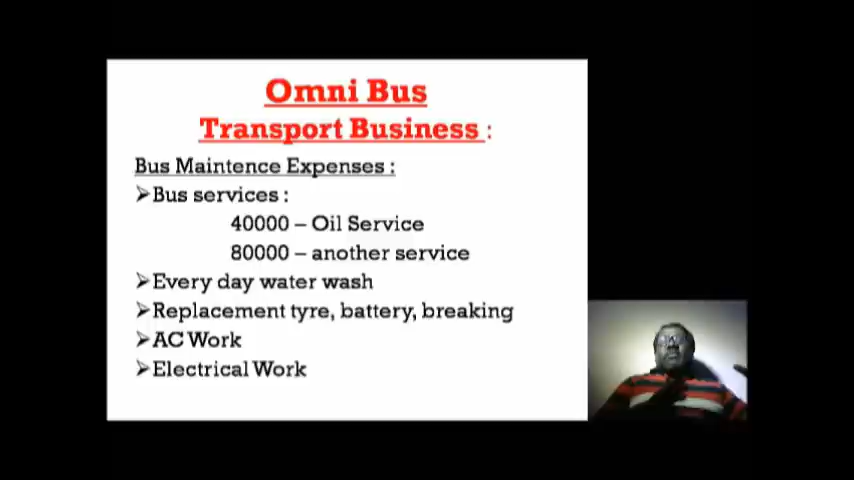 Omni Bus
Transport Business :
Bus Maintence Expenses :
➢Bus services :
40000 – Oil Service
80000 – another service
➢Every day water wash
➢Replacement tyre, battery, breaking
➢AC Work
➢Electrical Work